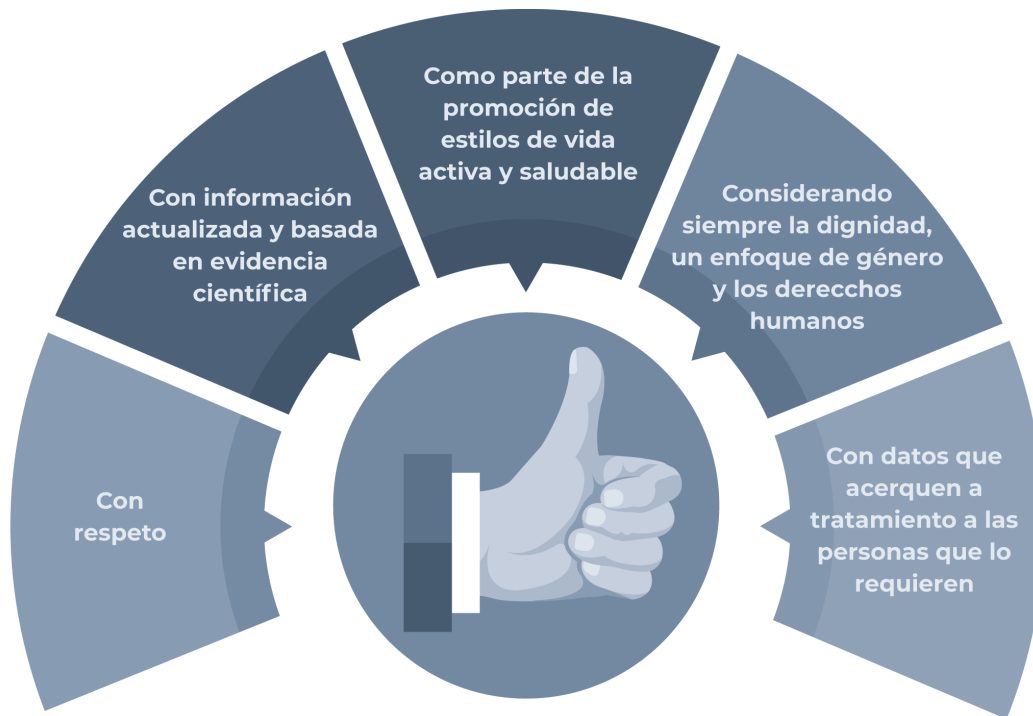 Con
respeto
Con información
actualizada y basada
en evidencia
científica
Como parte de la
promoción de
estilos de vida
activa y saludable
Considerando
siempre la dignidad,
un enfoque de género
y los derecchos
humanos
Con datos que
acerquen a
tratamiento a las
personas que lo
requieren